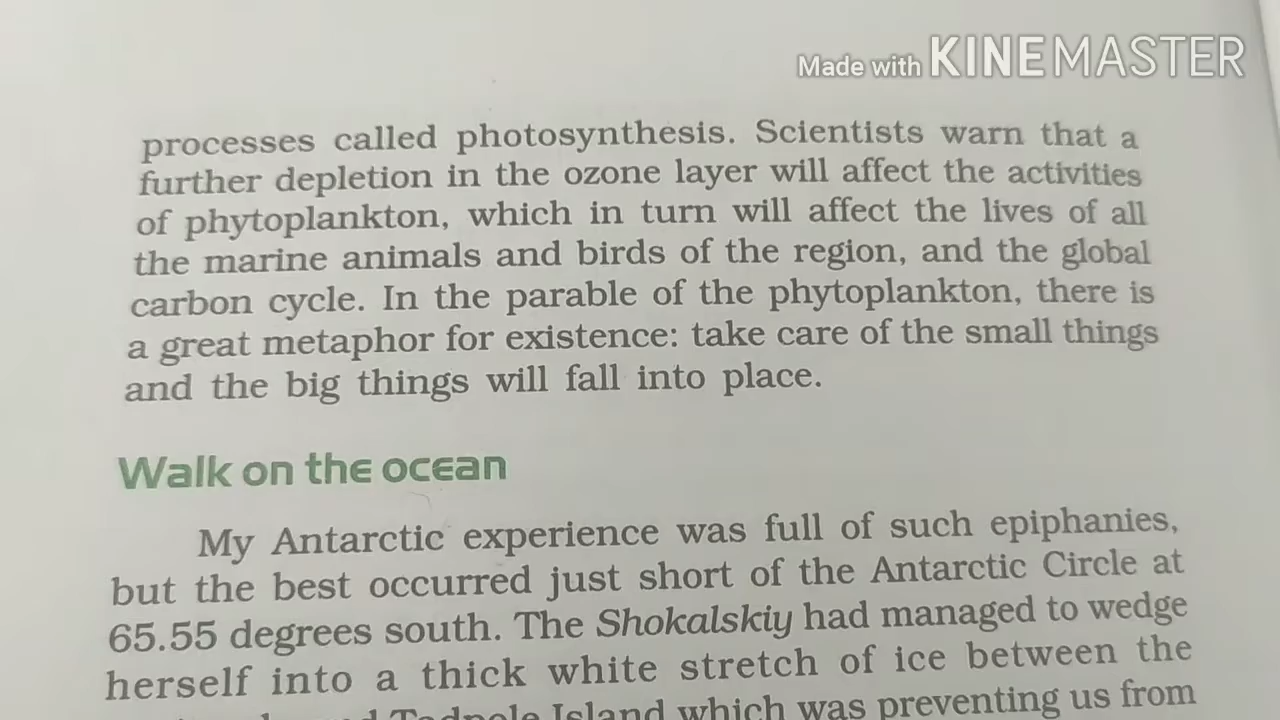 Made with KINEMASTER
processes called photosynthesis. Scientists warn that a
further depletion in the ozone layer will affect the activities
of phytoplankton, which in turn will affect the lives of all
the marine animals and birds of the region, and the global
carbon cycle. In the parable of the phytoplankton, there is
a great metaphor for existence: take care of the small things
and the big things will fall into place.
Walk on the ocean
My Antarctic experience was full of such epiphanies,
but the best occurred just short of the Antarctic Circle at
65.55 degrees south. The Shokalskiy had managed to wedge
herself into a thick white stretch of ice between the
Tadpole Island which was preventing us from